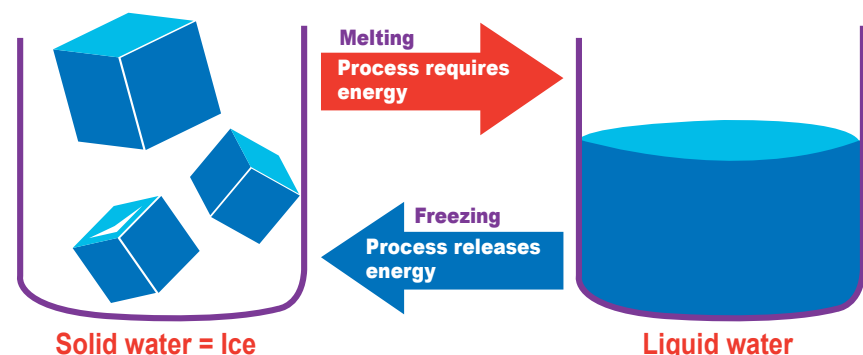 Melting
Process requires
energy
Freezing
Process releases
energy
Solid water = Ice
Liquid water